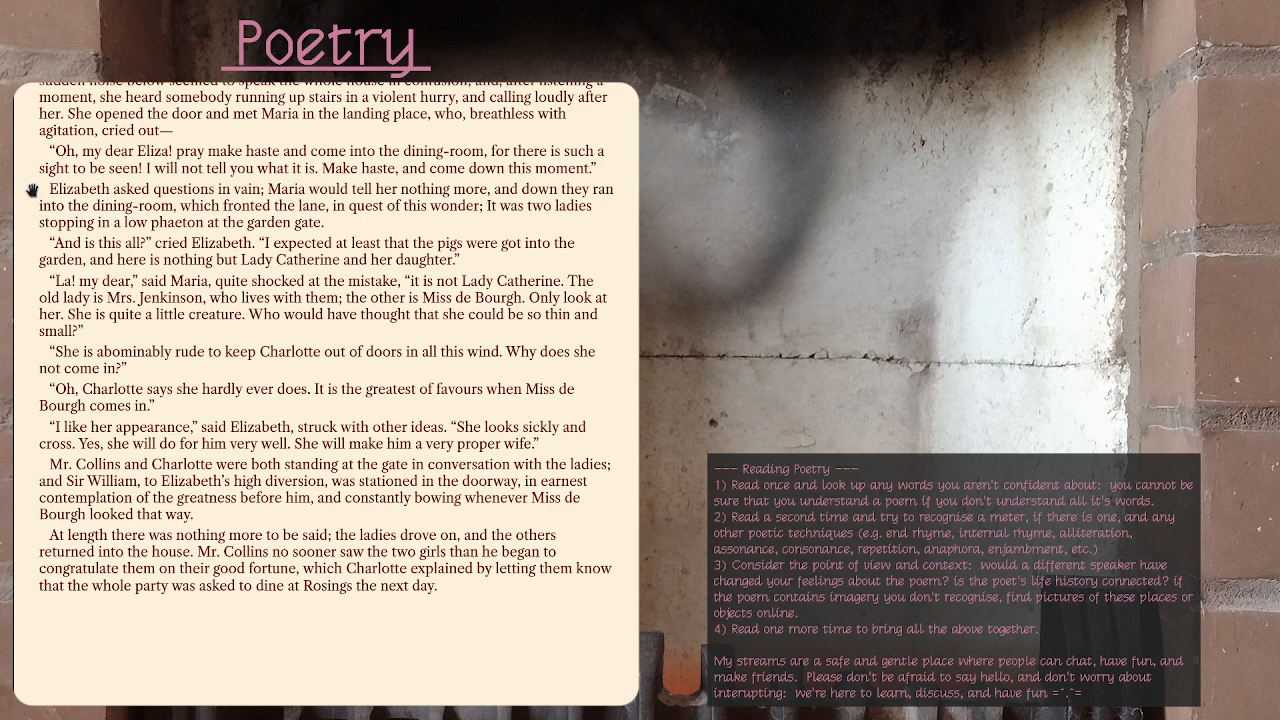 Poetry
moment, she heard somebody running up stairs in a violent hurry, and calling loudly after
her. She opened the door and met Maria in the landing place, who, breathless with
agitation, cried out—
“Oh, my dear Eliza! pray make haste and come into the dining-room, for there is such a
sight to be seen! I will not tell you what it is. Make haste, and come down this moment.”
Elizabeth asked questions in vain; Maria would tell her nothing more, and down they ran
into the dining-room, which fronted the lane, in quest of this wonder; It was two ladies
stopping in a low phaeton at the garden gate.
“And is this all?” cried Elizabeth. “I expected at least that the pigs were got into the
garden, and here is nothing but Lady Catherine and her daughter.”
“La! my dear,” said Maria, quite shocked at the mistake, “it is not Lady Catherine. The
old lady is Mrs. Jenkinson, who lives with them; the other is Miss de Bourgh. Only look at
her. She is quite a little creature. Who would have thought that she could be so thin and
small?”
“She is abominably rude to keep Charlotte out of doors in all this wind. Why does she
not come in?”
“Oh, Charlotte says she hardly ever does. It is the greatest of favours when Miss de
Bourgh comes in.”
“I like her appearance,” said Elizabeth, struck with other ideas. “She looks sickly and
cross. Yes, she will do for him very well. She will make him a very proper wife.”
Mr. Collins and Charlotte were both standing at the gate in conversation with the ladies;
and Sir William, to Elizabeth’s high diversion, was stationed in the doorway, in earnest
contemplation of the greatness before him, and constantly bowing whenever Miss de
Bourgh looked that way.
At length there was nothing more to be said; the ladies drove on, and the others
returned into the house. Mr. Collins no sooner saw the two girls than he began to
congratulate them on their good fortune, which Charlotte explained by letting them know
that the whole party was asked to dine at Rosings the next day.
--- Reading Poetry ---
1) Read once and look up any words you aren't confident about: you cannot be
sure that you understand a poem if you don't understand all it's words.
2) Read a second time and try to recognise a meter, if there is one, and any
other poetic techniques (e.g. end rhyme, internal rhyme, alliteration,
assonance, consonance, repetition, anaphora, enjambment, etc.)
3) Consider the point of view and context: would a different speaker have
changed your feelings about the poem? is the poet's life history connected? if
the poem contains imagery you don't recognise, find pictures of these places or
objects online.
4) Read one more time to bring all the above together.
My streams are a safe and gentle place where people can chat, have fun, and
make friends. Please don't be afraid to say hello, and don't worry about
interupting: we're here to learn, discuss, and have fun =^.^=